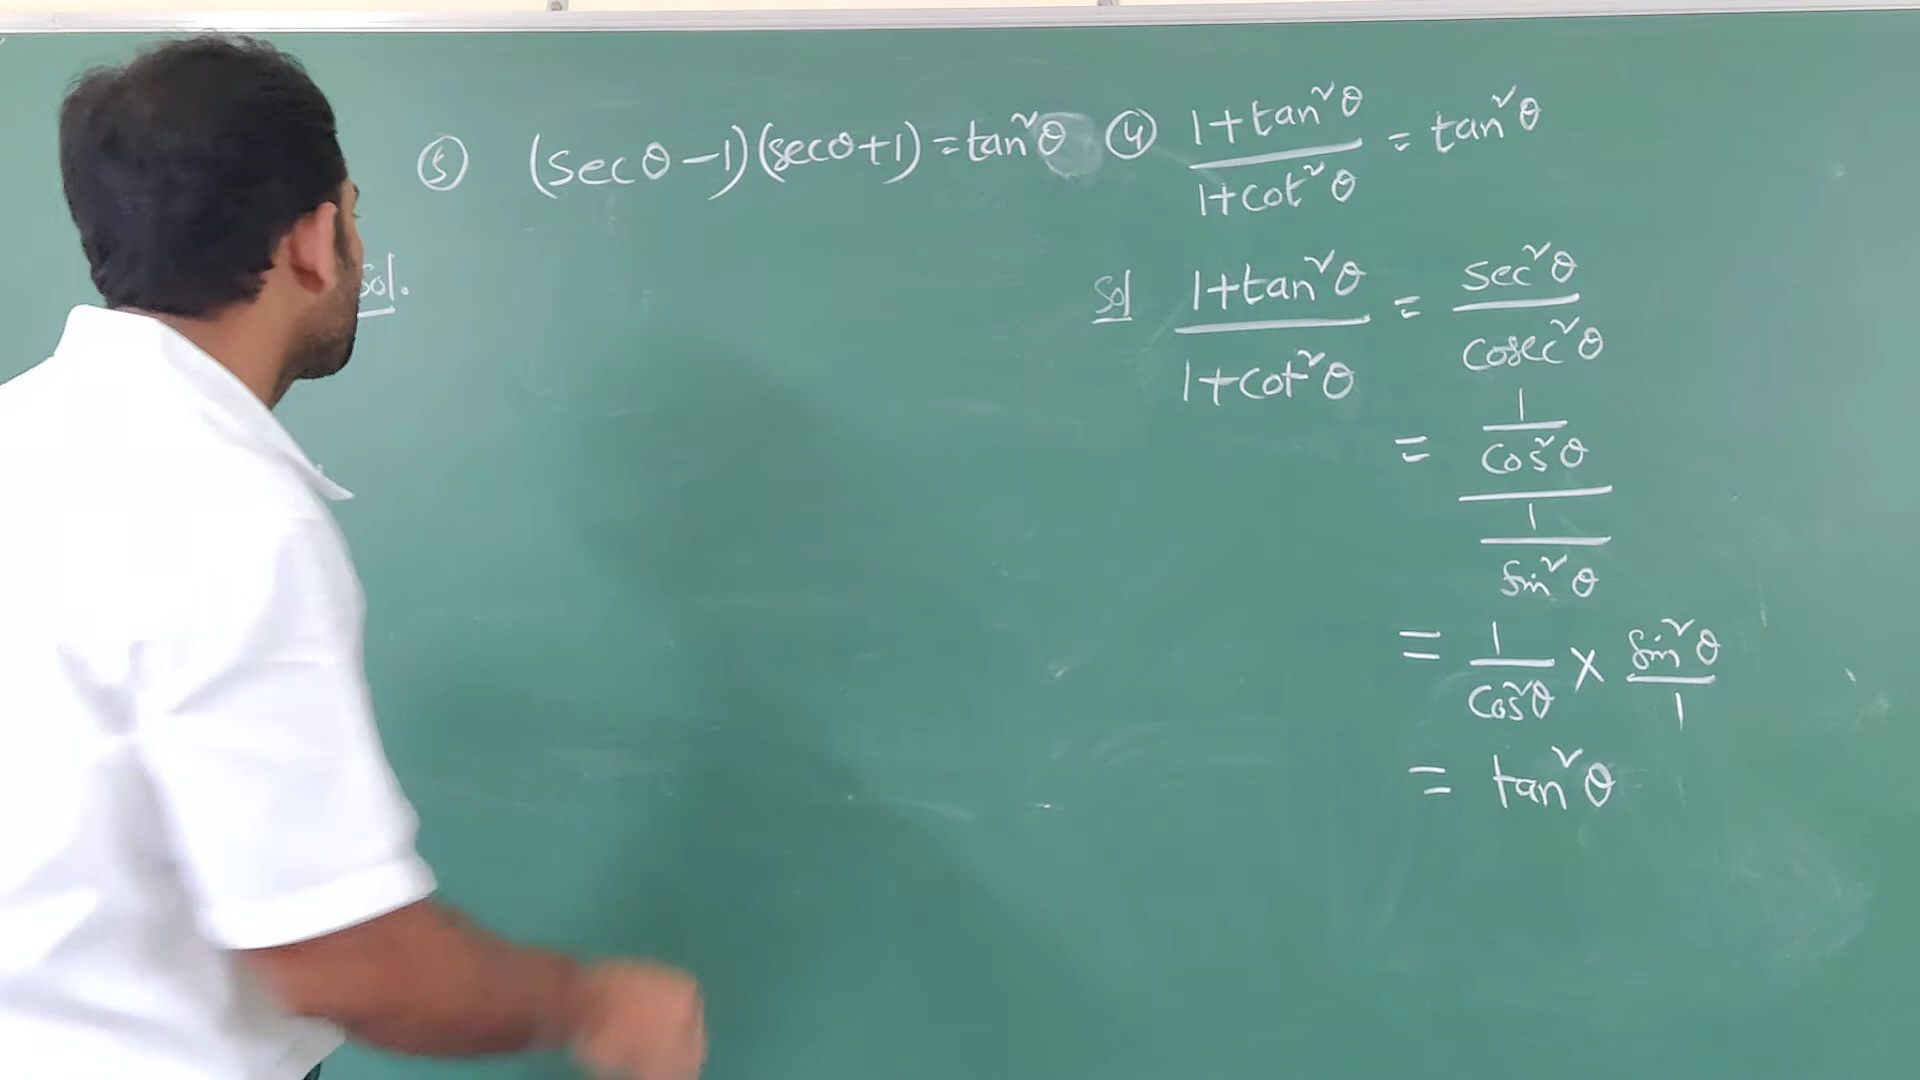 ⑤ (secθ-1)(secθ+1)=tan²θ
Sol.
④ 1+tan²θ / 1+cot²θ = tan²θ
Sol 1+tan²θ / 1+cot²θ = sec²θ / cosec²θ
= 1/cos²θ / 1/sin²θ
= 1/cos²θ × sin²θ/1
= tan²θ